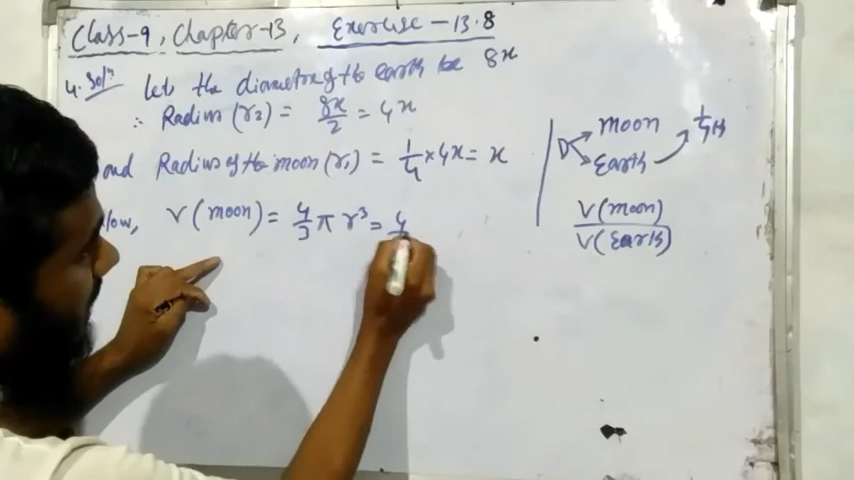 Class-9, Chapter-13, Exercise-13.8
4. Solⁿ Let the diameter of the earth be 8x
∴ Radius (r₂) = 8x/2 = 4x
and Radius of the moon (r₁) = 1/4 × 4x = x
Now, V (moon) = 4/3 π r³ = 4
D moon
Earth 1/4
V(moon)
V(Earth)